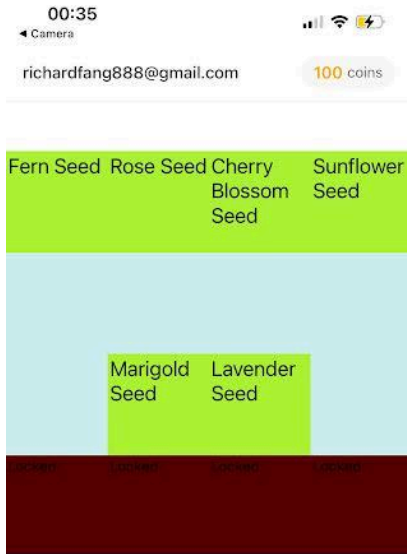 00:35
◀ Camera
richardfang888@gmail.com
100 coins
Fern Seed Rose Seed Cherry Blossom Seed Sunflower Seed
Marigold Seed Lavender Seed
Locked Locked Locked Locked